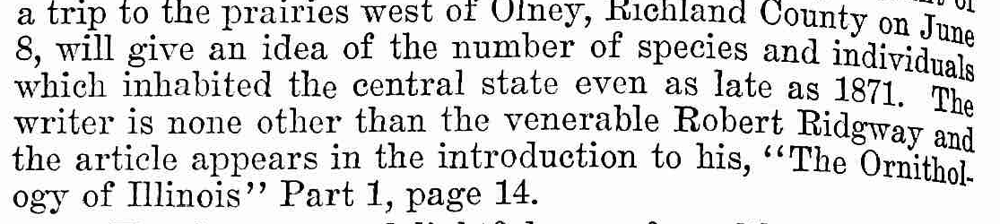 a trip to the prairies west of Olney, Richland County on June
8, will give an idea of the number of species and individuals
which inhabited the central state even as late as 1871. The
writer is none other than the venerable Robert Ridgway and
the article appears in the introduction to his, “The Ornithol-
ogy of Illinois” Part 1, page 14.